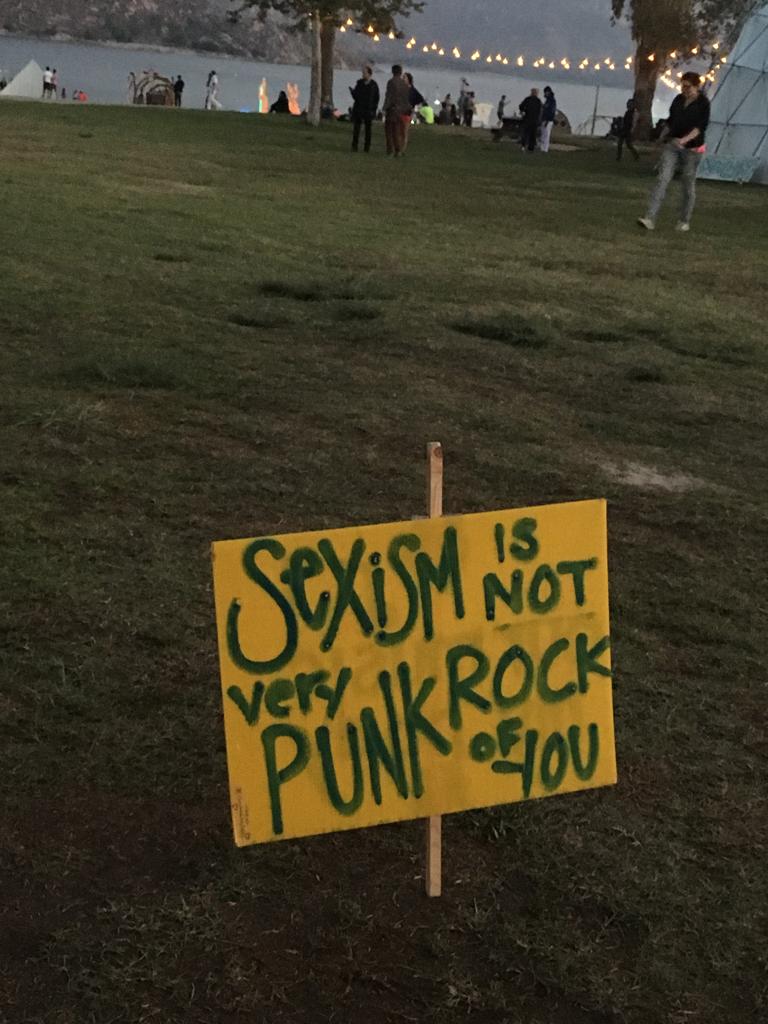 SeXiSM IS
NOT
very PUNK ROCK
OF YOU